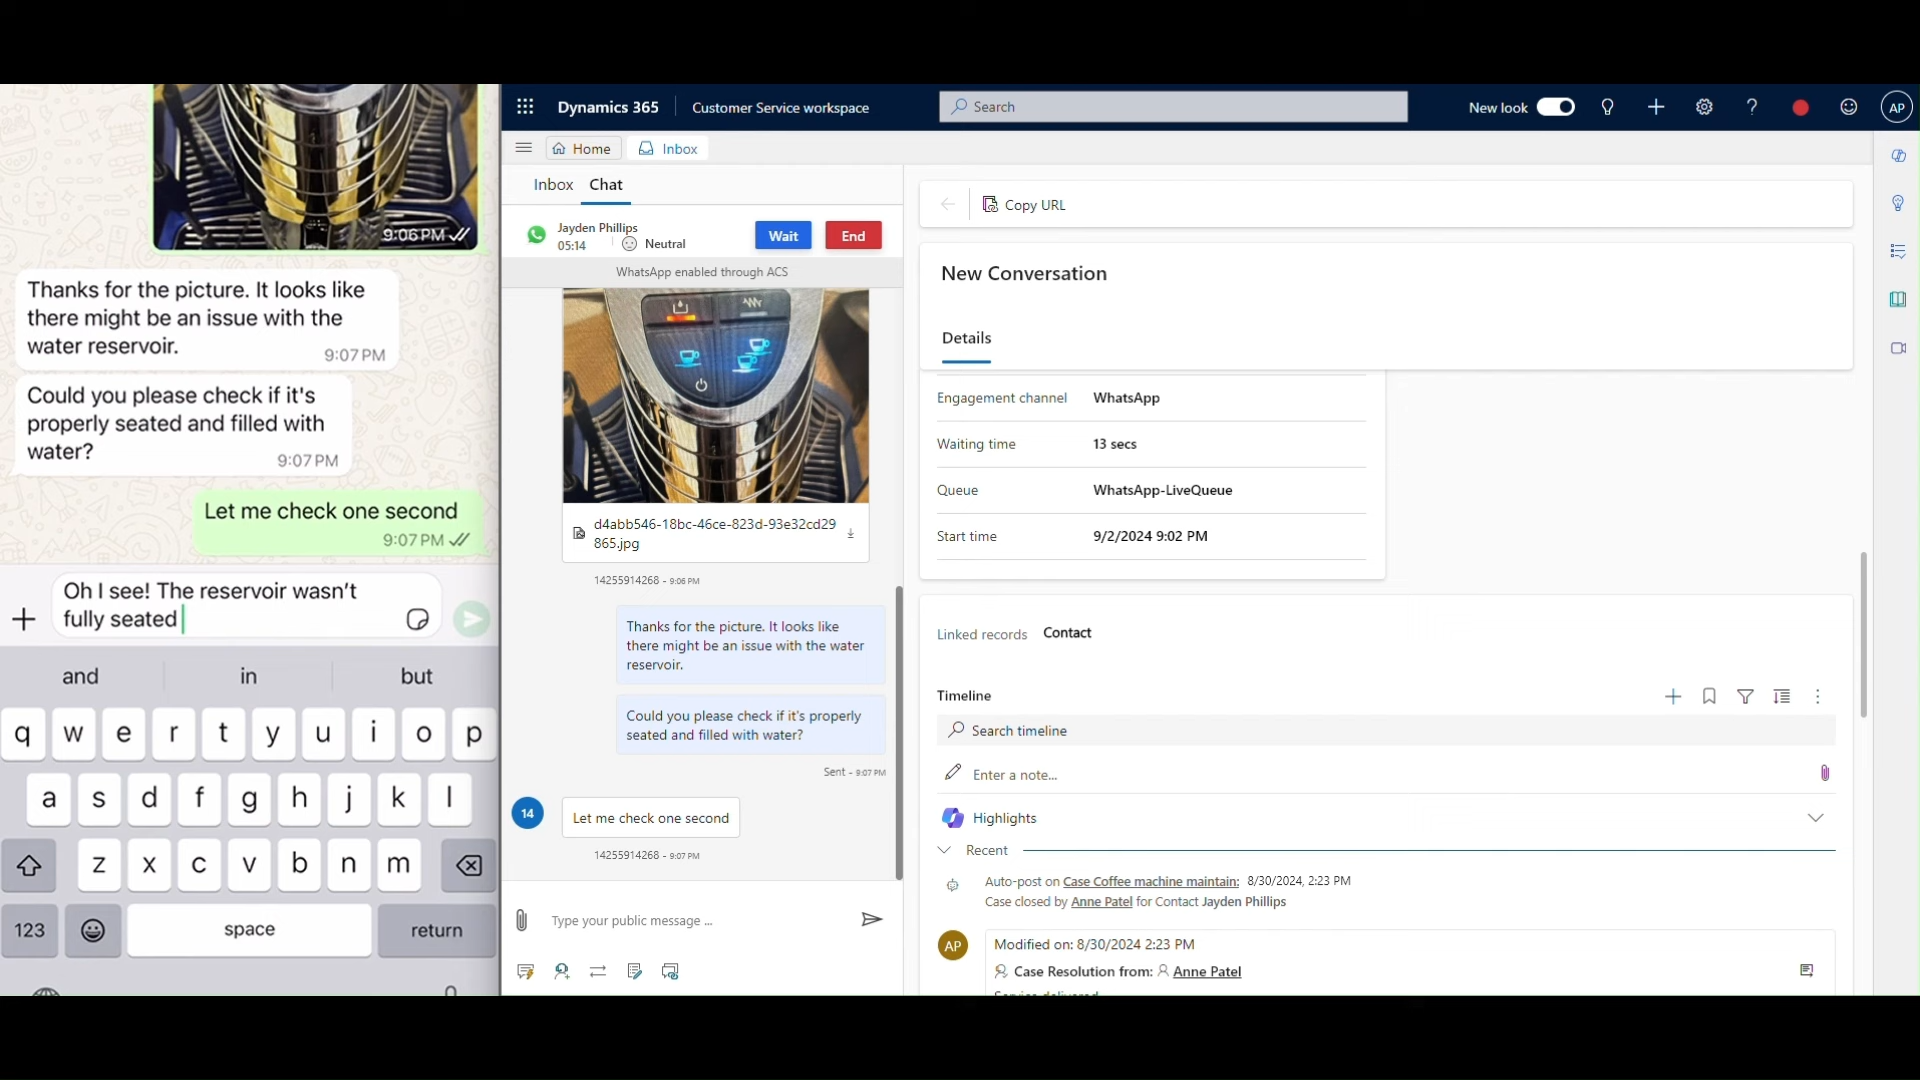 9:06 PM
Thanks for the picture. It looks like
there might be an issue with the
water reservoir.
9:07 PM
Could you please check if it's
properly seated and filled with
water?
9:07 PM
Let me check one second
9:07 PM
Oh I see! The reservoir wasn't
fully seated
and in but
q w e r t y u i o p
a s d f g h j k l
z x c v b n m
123 space return
Dynamics 365 Customer Service workspace
Search
New look
AP
Home Inbox
Inbox Chat
Jayden Phillips
05:14 Neutral
Wait End
WhatsApp enabled through ACS
d4abb546-18bc-46ce-823d-93e32cd29
865.jpg
14255914268 - 9:06 PM
Thanks for the picture. It looks like
there might be an issue with the water
reservoir.
Could you please check if it's properly
seated and filled with water?
Sent - 9:07 PM
14
Let me check one second
14255914268 - 9:07 PM
Type your public message ...
Copy URL
New Conversation
Details
Engagement channel WhatsApp
Waiting time 13 secs
Queue WhatsApp-LiveQueue
Start time 9/2/2024 9:02 PM
Linked records Contact
Timeline
Search timeline
Enter a note...
Highlights
Recent
Auto-post on Case Coffee machine maintain: 8/30/2024, 2:23 PM
Case closed by Anne Patel for Contact Jayden Phillips
AP
Modified on: 8/30/2024 2:23 PM
Case Resolution from: Anne Patel